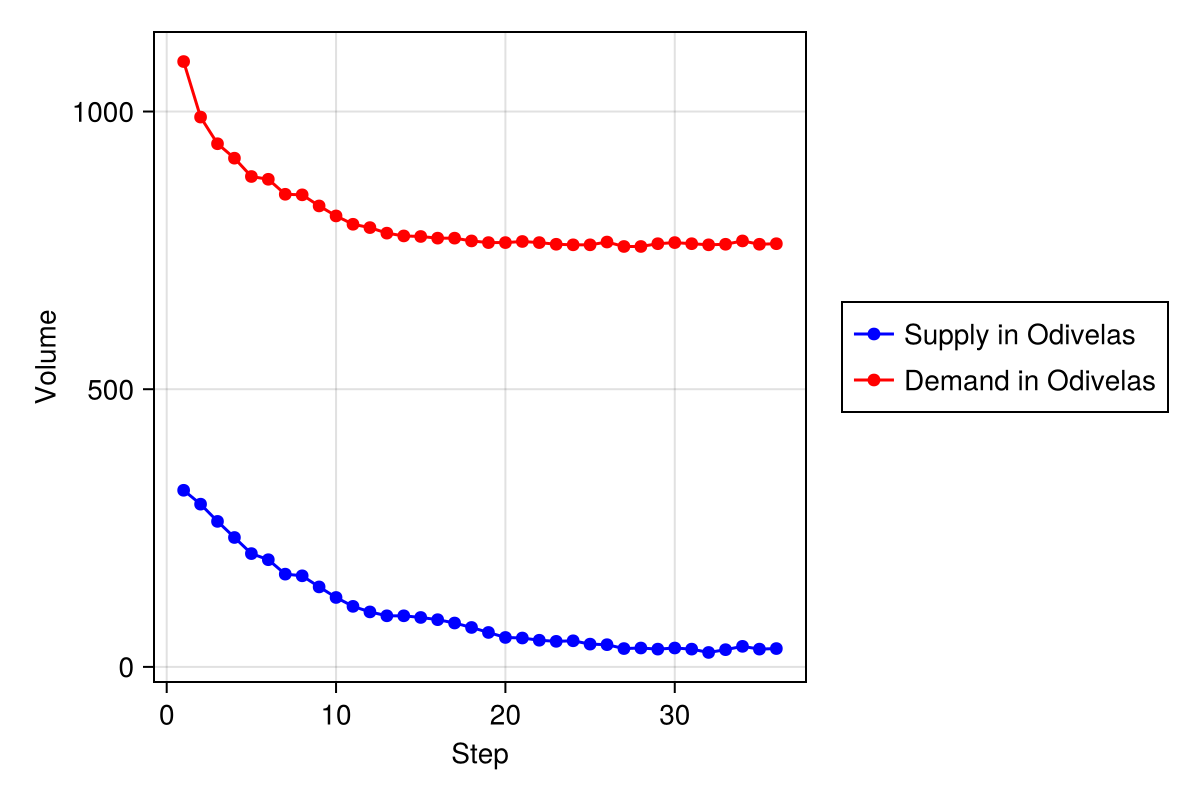 1000
500
0
Volume
0 10 20 30
Step
Supply in Odivelas
Demand in Odivelas